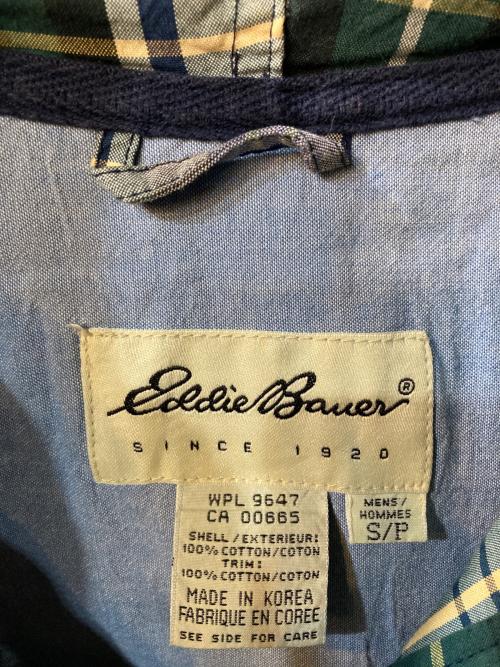 Eddie Bauer®
SINCE 1920
WPL 9647
CA 00665
SHELL/EXTERIEUR:
100% COTTON/COTON
TRIM:
100% COTTON/COTON
MADE IN KOREA
FABRIQUE EN COREE
SEE SIDE FOR CARE
MENS/
HOMMES
S/P